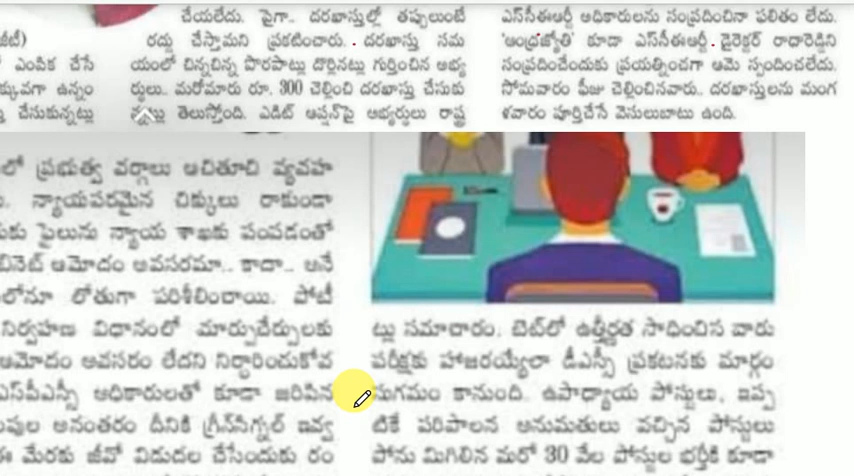 చేయలేదు. పైగా.. దరఖాస్తుల్లో తప్పులుంటే
రద్దు చేస్తామని ప్రకటించారు. దరఖాస్తు సమ
యంలో చిన్నచిన్న పొరపాట్లు దొర్లినట్లు గుర్తించిన అభ్య
ర్థులు.. మరోమారు రూ. 300 చెల్లించి దరఖాస్తు చేసుకు
న్నట్లు తెలుస్తోంది. ఎడిట్ ఆప్షన్‌పై అభ్యర్థులు రాష్ట్ర
ఎస్‌సీఈఆర్టీ అధికారులను సంప్రదించినా ఫలితం లేదు.
'ఆంధ్రజ్యోతి' కూడా ఎస్‌సీఈఆర్టీ డైరెక్టర్ రాధారెడ్డిని
సంప్రదించేందుకు ప్రయత్నించగా ఆమె స్పందించలేదు.
సోమవారం ఫీజు చెల్లించినవారు.. దరఖాస్తులను మంగ
ళవారం పూర్తిచేసే వెసులుబాటు ఉంది.
జీటీ)
ఎంపిక చేసే
క్కువగా ఉన్నం
చేసుకున్నట్లు
లో ప్రభుత్వ వర్గాలు ఆచితూచి వ్యవహ
న్యాయపరమైన చిక్కులు రాకుండా
కు ఫైలును న్యాయ శాఖకు పంపడంతో
బినెట్ ఆమోదం అవసరమా.. కాదా.. అనే
లోనూ లోతుగా పరిశీలించాయి. పోటీ
నిర్వహణ విధానంలో మార్పుచేర్పులకు
ఆమోదం అవసరం లేదని నిర్ధారించుకోవ
ఎస్‌పీఎస్సీ అధికారులతో కూడా జరిపిన
ంపుల అనంతరం దీనికి గ్రీన్‌సిగ్నల్ ఇవ్వ
ఈ మేరకు జీవో విడుదల చేసేందుకు రం
ట్లు సమాచారం. టెట్‌లో ఉత్తీర్ణత సాధించిన వారు
పరీక్షకు హాజరయ్యేలా డీఎస్సీ ప్రకటనకు మార్గం
సుగమం కానుంది. ఉపాధ్యాయ పోస్టులు, ఇప్ప
టికే పరిపాలన అనుమతులు వచ్చిన పోస్టులు
పోను మిగిలిన మరో 30 వేల పోస్టుల భర్తీకి కూడా